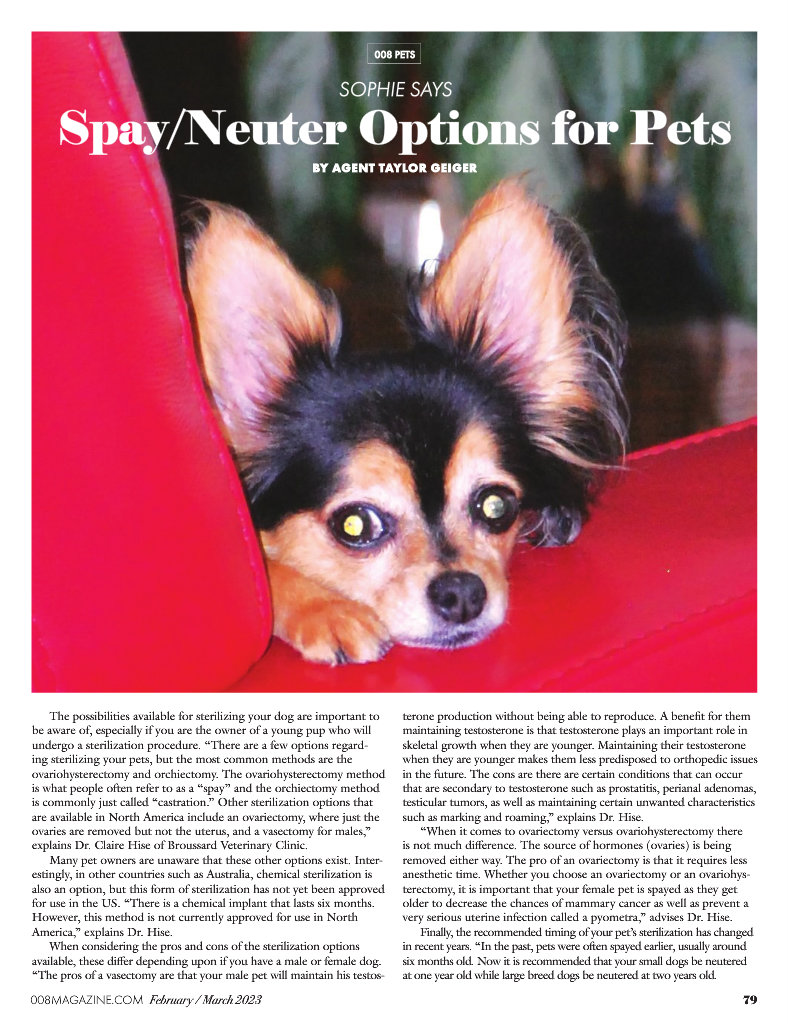 008 PETS
SOPHIE SAYS
Spay/Neuter Options for Pets
BY AGENT TAYLOR GEIGER
The possibilities available for sterilizing your dog are important to
be aware of, especially if you are the owner of a young pup who will
undergo a sterilization procedure. “There are a few options regard-
ing sterilizing your pets, but the most common methods are the
ovariohysterectomy and orchiectomy. The ovariohysterectomy method
is what people often refer to as a “spay” and the orchiectomy method
is commonly just called “castration.” Other sterilization options that
are available in North America include an ovariectomy, where just the
ovaries are removed but not the uterus, and a vasectomy for males,”
explains Dr. Claire Hise of Broussard Veterinary Clinic.
Many pet owners are unaware that these other options exist. Inter-
estingly, in other countries such as Australia, chemical sterilization is
also an option, but this form of sterilization has not yet been approved
for use in the US. “There is a chemical implant that lasts six months.
However, this method is not currently approved for use in North
America,” explains Dr. Hise.
When considering the pros and cons of the sterilization options
available, these differ depending upon if you have a male or female dog.
“The pros of a vasectomy are that your male pet will maintain his testos-
terone production without being able to reproduce. A benefit for them
maintaining testosterone is that testosterone plays an important role in
skeletal growth when they are younger. Maintaining their testosterone
when they are younger makes them less predisposed to orthopedic issues
in the future. The cons are there are certain conditions that can occur
that are secondary to testosterone such as prostatitis, perianal adenomas,
testicular tumors, as well as maintaining certain unwanted characteristics
such as marking and roaming,” explains Dr. Hise.
“When it comes to ovariectomy versus ovariohysterectomy there
is not much difference. The source of hormones (ovaries) is being
removed either way. The pro of an ovariectomy is that it requires less
anesthetic time. Whether you choose an ovariectomy or an ovariohys-
terectomy, it is important that your female pet is spayed as they get
older to decrease the chances of mammary cancer as well as prevent a
very serious uterine infection called a pyometra,” advises Dr. Hise.
Finally, the recommended timing of your pet’s sterilization has changed
in recent years. “In the past, pets were often spayed earlier, usually around
six months old. Now it is recommended that your small dogs be neutered
at one year old while large breed dogs be neutered at two years old.
008MAGAZINE.COM February / March 2023
79